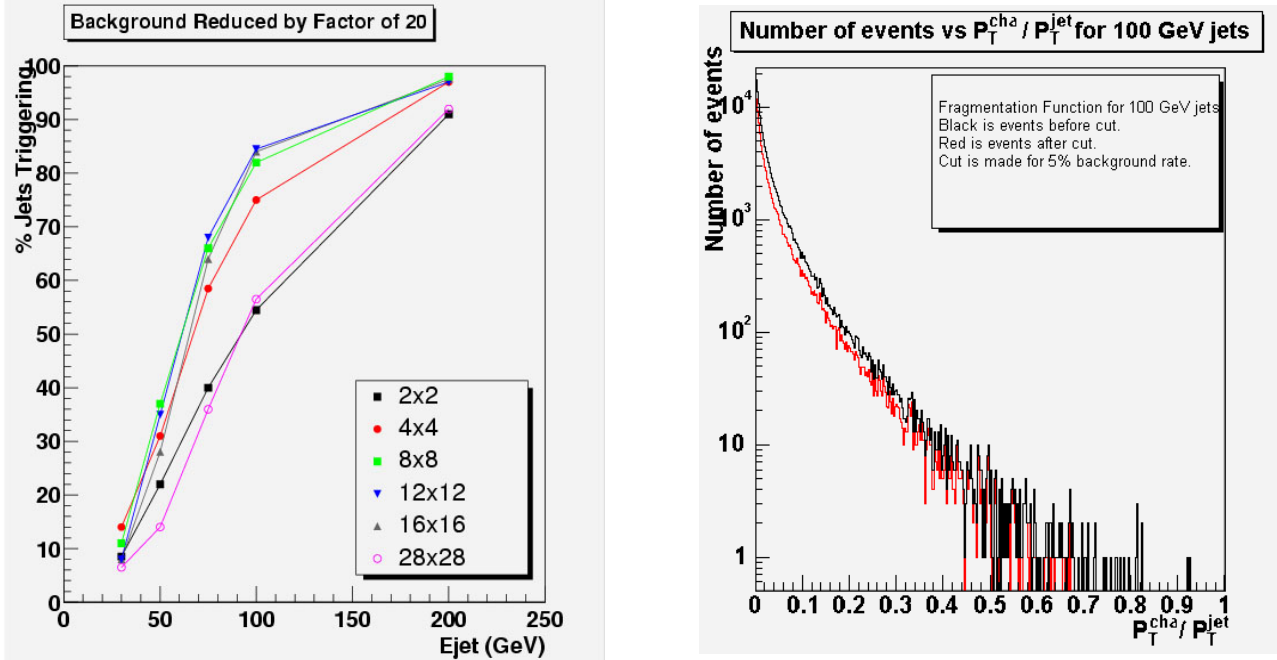 Background Reduced by Factor of 20
% Jets Triggering
100
90
80
70
60
50
40
30
20
10
0
2x2
4x4
8x8
12x12
16x16
28x28
0 50 100 150 200 250
Ejet (GeV)
Number of events vs P_T^cha / P_T^jet for 100 GeV jets
Number of events
Fragmentation Function for 100 GeV jets
Black is events before cut.
Red is events after cut.
Cut is made for 5% background rate.
10^4
10^3
10^2
10
1
0 0.1 0.2 0.3 0.4 0.5 0.6 0.7 0.8 0.9 1
P_T^cha / P_T^jet